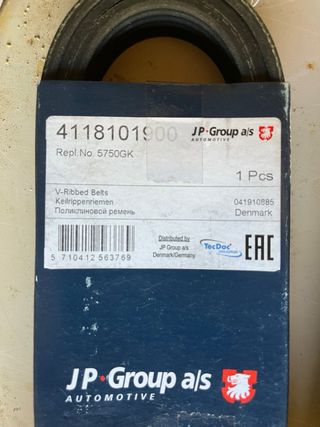 4118101900 JP Group a/s
AUTOMOTIVE
Repl.No. 5750GK
1 Pcs
V-Ribbed Belts
Keilrippenriemen 041910885
Поликлиновой ремень Denmark
Distributed by
JP Group a/s
Denmark/Germany
TecDoc
EAC
5 710412 563769
JP Group a/s
AUTOMOTIVE